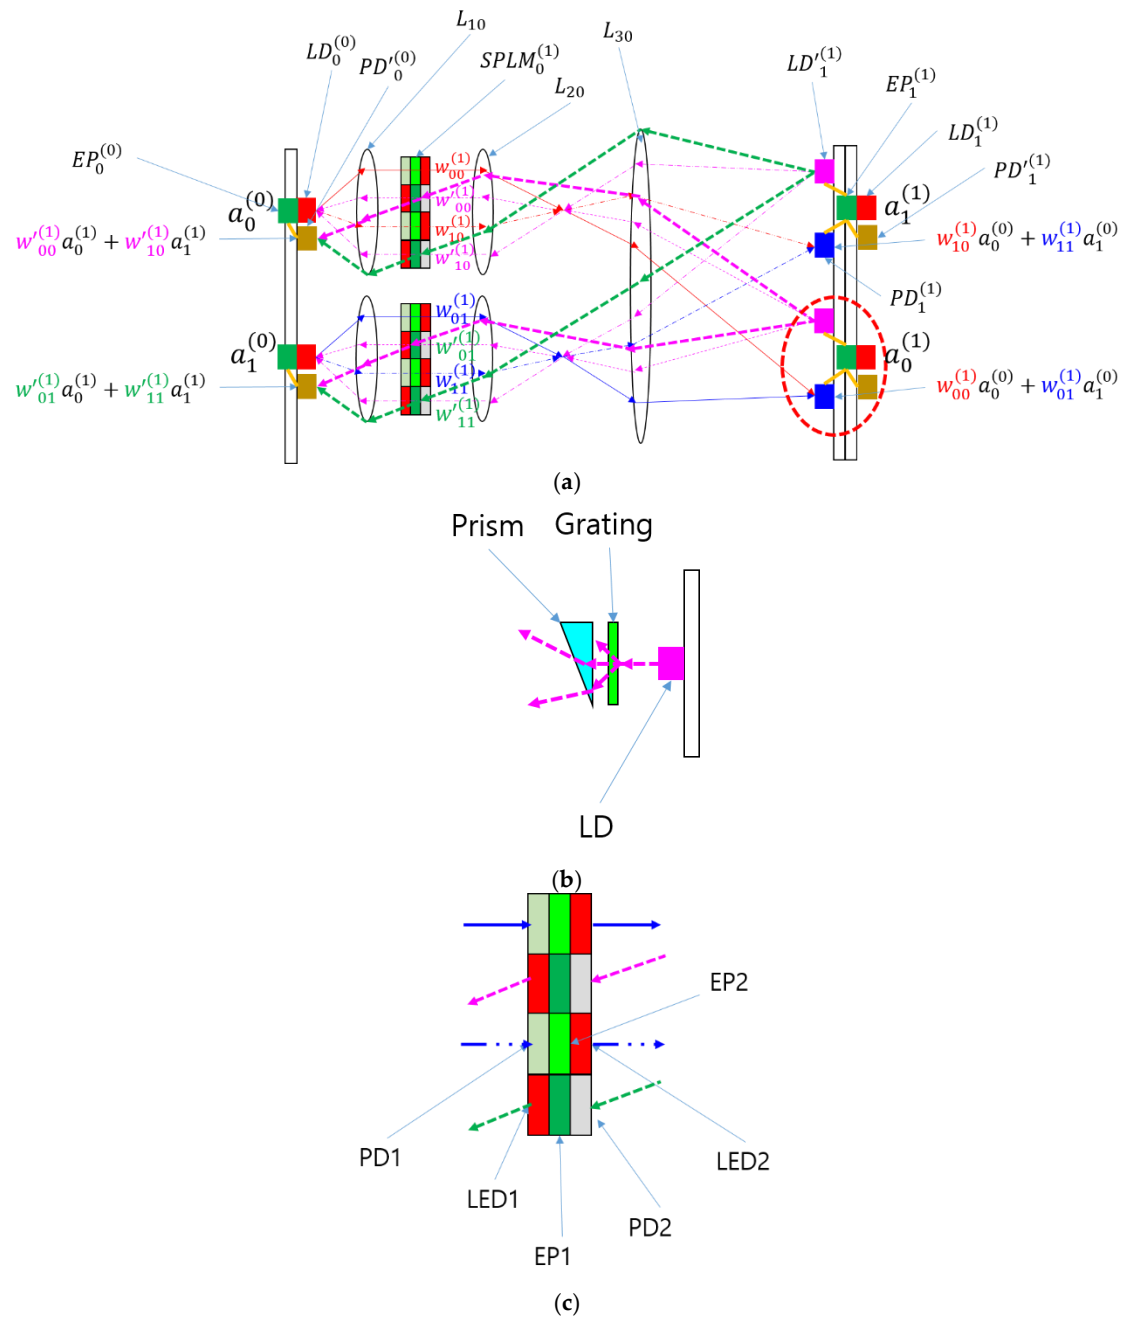 L₁₀
LD₀⁽⁰⁾
PD′₀⁽⁰⁾
SPLM₀⁽¹⁾
L₂₀
L₃₀
LD′₁⁽¹⁾
EP₁⁽¹⁾
LD₁⁽¹⁾
PD′₁⁽¹⁾
EP₀⁽⁰⁾
a₀⁽⁰⁾
w₀₀⁽¹⁾
w′₀₀⁽¹⁾
w₁₀⁽¹⁾
w′₁₀⁽¹⁾
a₁⁽¹⁾
w′₀₀⁽¹⁾a₀⁽¹⁾ + w′₁₀⁽¹⁾a₁⁽¹⁾
w₁₀⁽¹⁾a₀⁽⁰⁾ + w₁₁⁽¹⁾a₁⁽⁰⁾
PD₁⁽¹⁾
a₁⁽⁰⁾
w₀₁⁽¹⁾
w′₀₁⁽¹⁾
w₁₁⁽¹⁾
w′₁₁⁽¹⁾
a₀⁽¹⁾
w′₀₁⁽¹⁾a₀⁽¹⁾ + w′₁₁⁽¹⁾a₁⁽¹⁾
w₀₀⁽¹⁾a₀⁽⁰⁾ + w₀₁⁽¹⁾a₁⁽⁰⁾
(a)
Prism Grating
LD
(b)
EP2
PD1
LED2
LED1
PD2
EP1
(c)